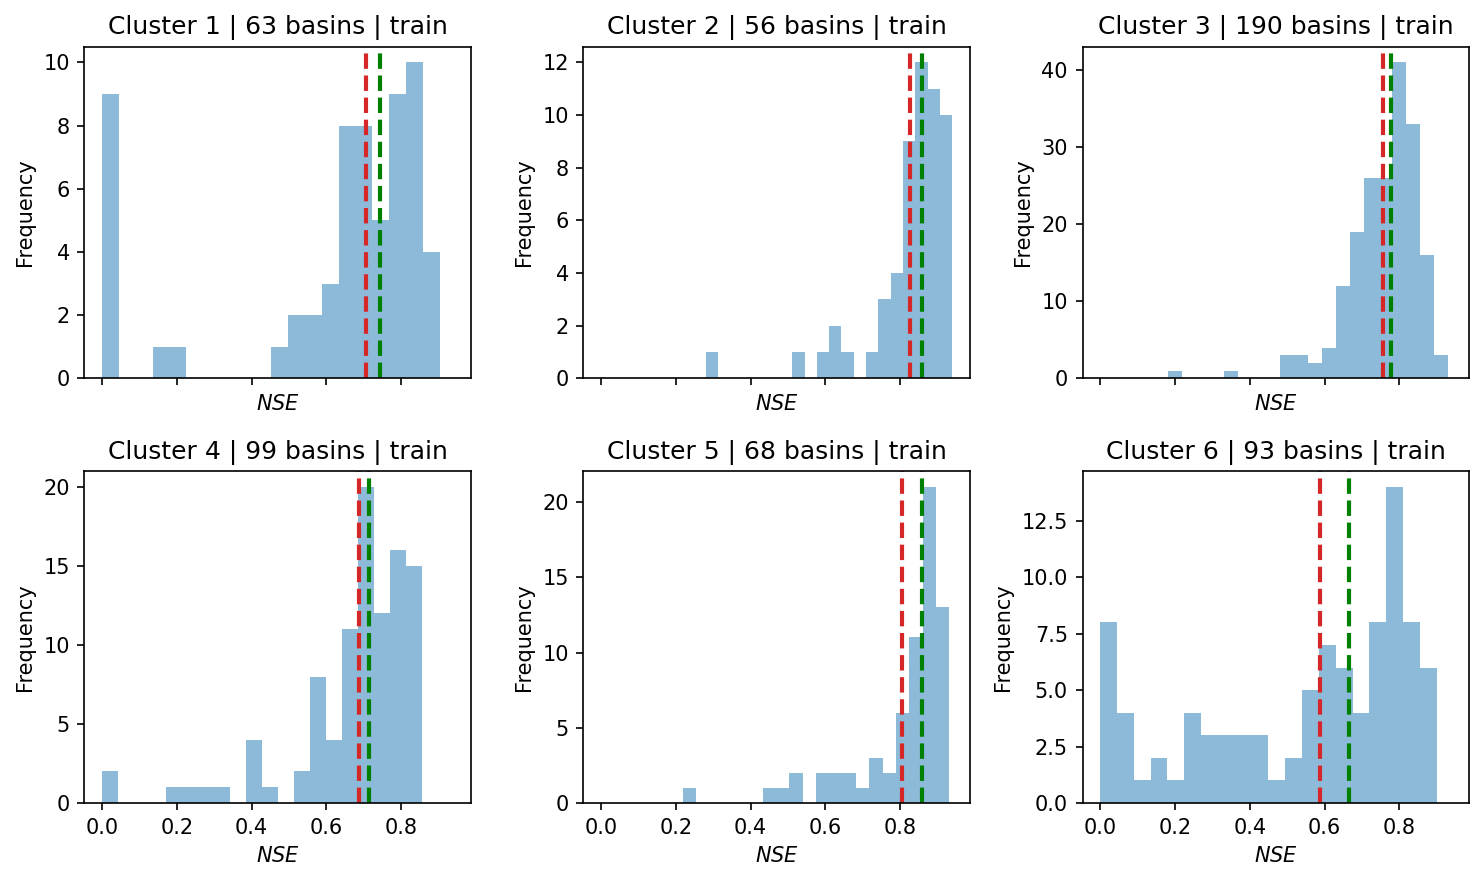 Cluster 1 | 63 basins | train
10
8
6
4
2
0
Frequency
NSE
Cluster 2 | 56 basins | train
12
10
8
6
4
2
0
Frequency
NSE
Cluster 3 | 190 basins | train
40
30
20
10
0
Frequency
NSE
Cluster 4 | 99 basins | train
20
15
10
5
0
Frequency
0.0 0.2 0.4 0.6 0.8
NSE
Cluster 5 | 68 basins | train
20
15
10
5
0
Frequency
0.0 0.2 0.4 0.6 0.8
NSE
Cluster 6 | 93 basins | train
12.5
10.0
7.5
5.0
2.5
0.0
Frequency
0.0 0.2 0.4 0.6 0.8
NSE